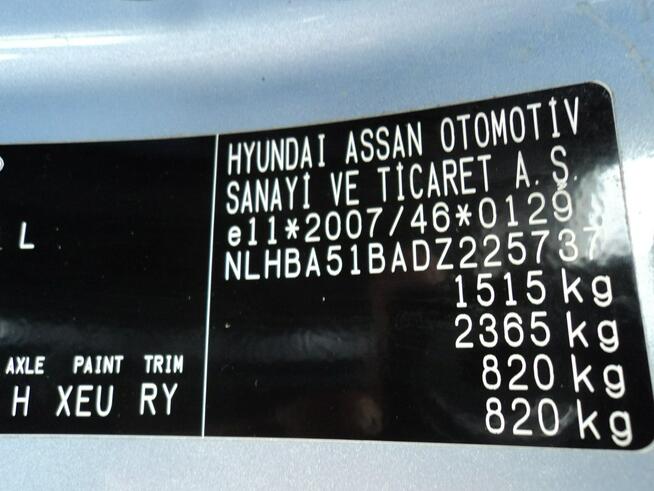 HYUNDAİ ASSAN OTOMOTİV
SANAYİ VE TİCARET A.Ş.
e11*2007/46*0129
NLHBA51BADZ225737
1515 kg
2365 kg
820 kg
820 kg
L
AXLE PAINT TRIM
H XEU RY